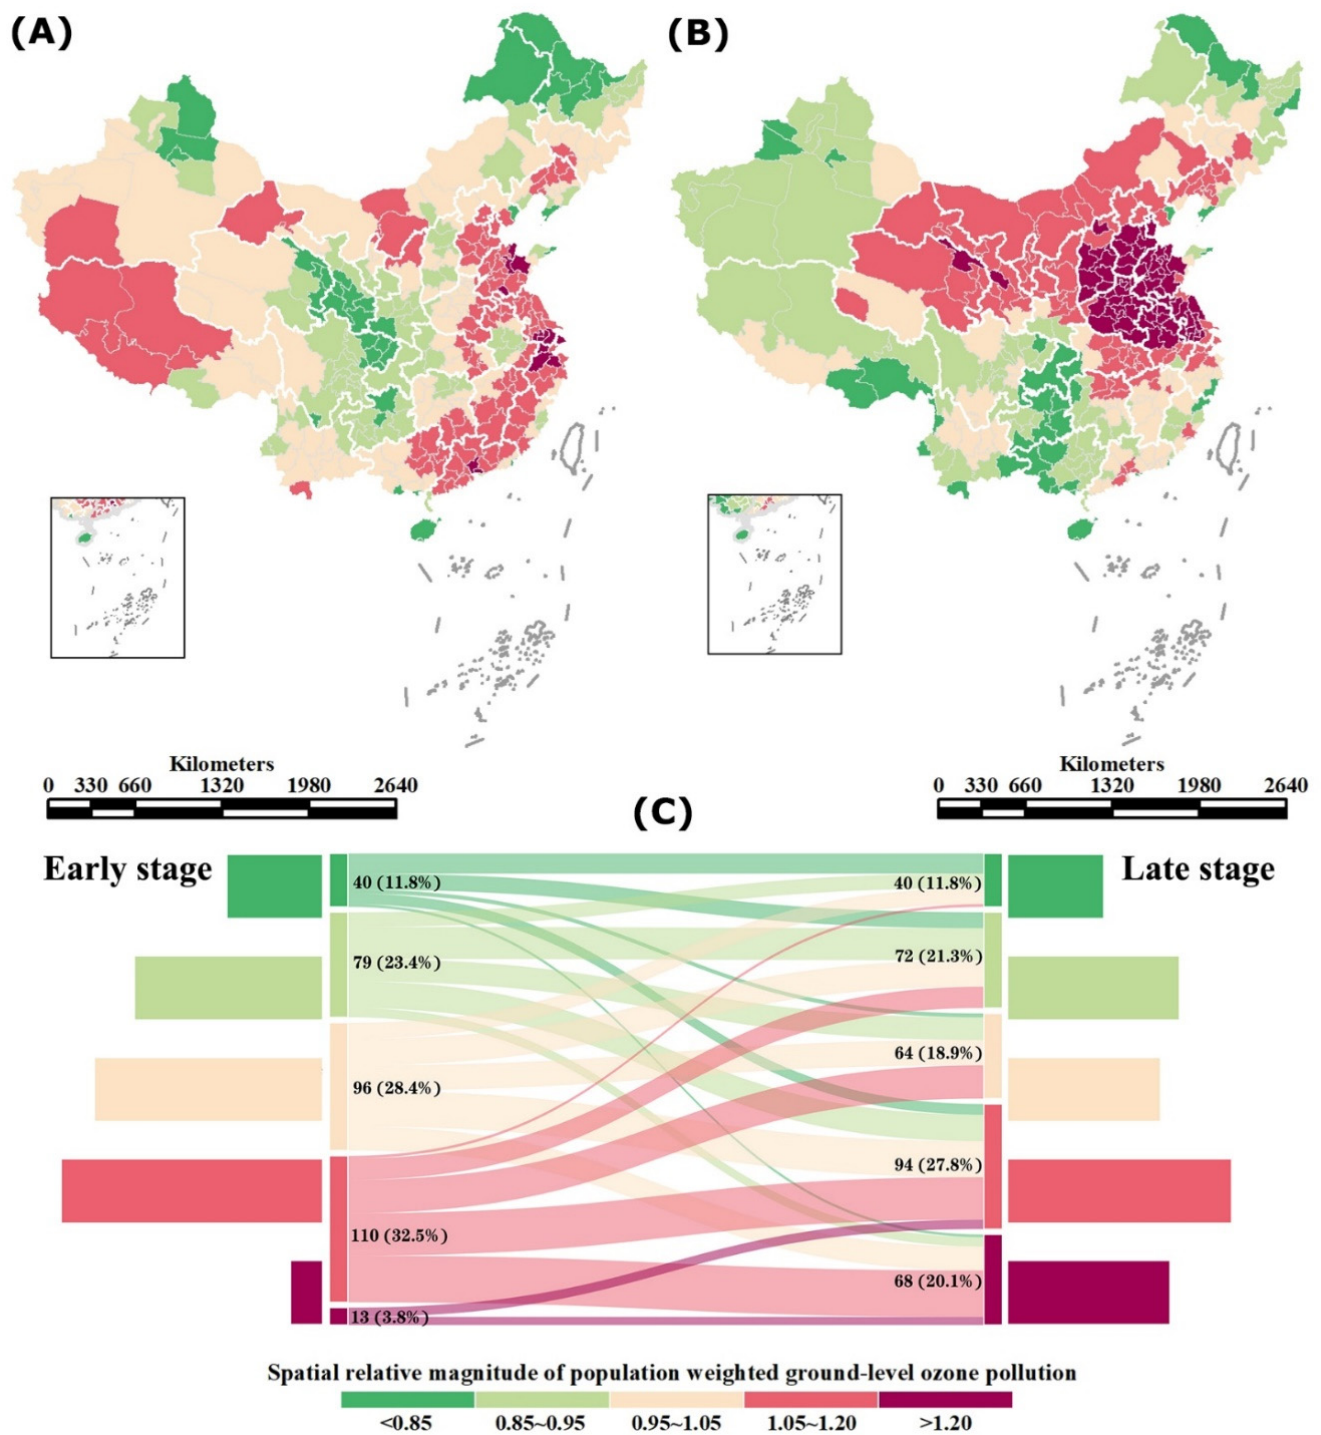 (A)
(B)
Kilometers
0 330 660 1320 1980 2640
Kilometers
0 330 660 1320 1980 2640
(C)
Early stage
Late stage
40 (11.8%)
40 (11.8%)
79 (23.4%)
72 (21.3%)
96 (28.4%)
64 (18.9%)
110 (32.5%)
94 (27.8%)
13 (3.8%)
68 (20.1%)
Spatial relative magnitude of population weighted ground-level ozone pollution
<0.85 0.85~0.95 0.95~1.05 1.05~1.20 >1.20